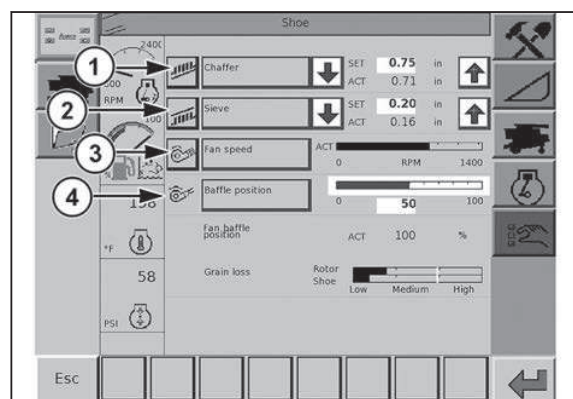 Shoe
2400
1
Chaffer
SET 0.75 in
ACT 0.71 in
RPM
2
100
Sieve
SET 0.20 in
ACT 0.16 in
3
Fan speed
ACT
0 RPM 1400
%
4
Baffle position
0 50 100
Fan baffle
position
ACT 100 %
°F
58
Grain loss
Rotor
Shoe
Low Medium High
PSI
Esc